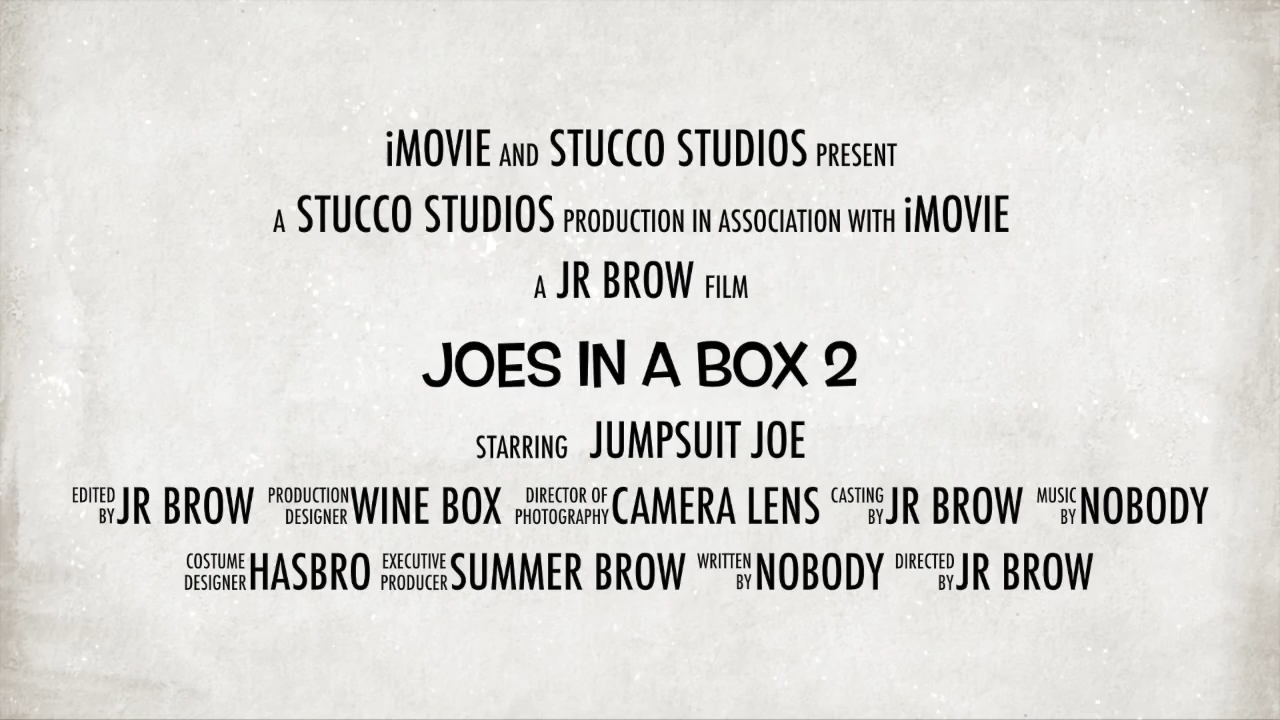 iMOVIE AND STUCCO STUDIOS PRESENT
A STUCCO STUDIOS PRODUCTION IN ASSOCIATION WITH iMOVIE
A JR BROW FILM
JOES IN A BOX 2
STARRING JUMPSUIT JOE
EDITED BY JR BROW PRODUCTION DESIGNER WINE BOX DIRECTOR OF PHOTOGRAPHY CAMERA LENS CASTING BY JR BROW MUSIC BY NOBODY
COSTUME DESIGNER HASBRO EXECUTIVE PRODUCER SUMMER BROW WRITTEN BY NOBODY DIRECTED BY JR BROW